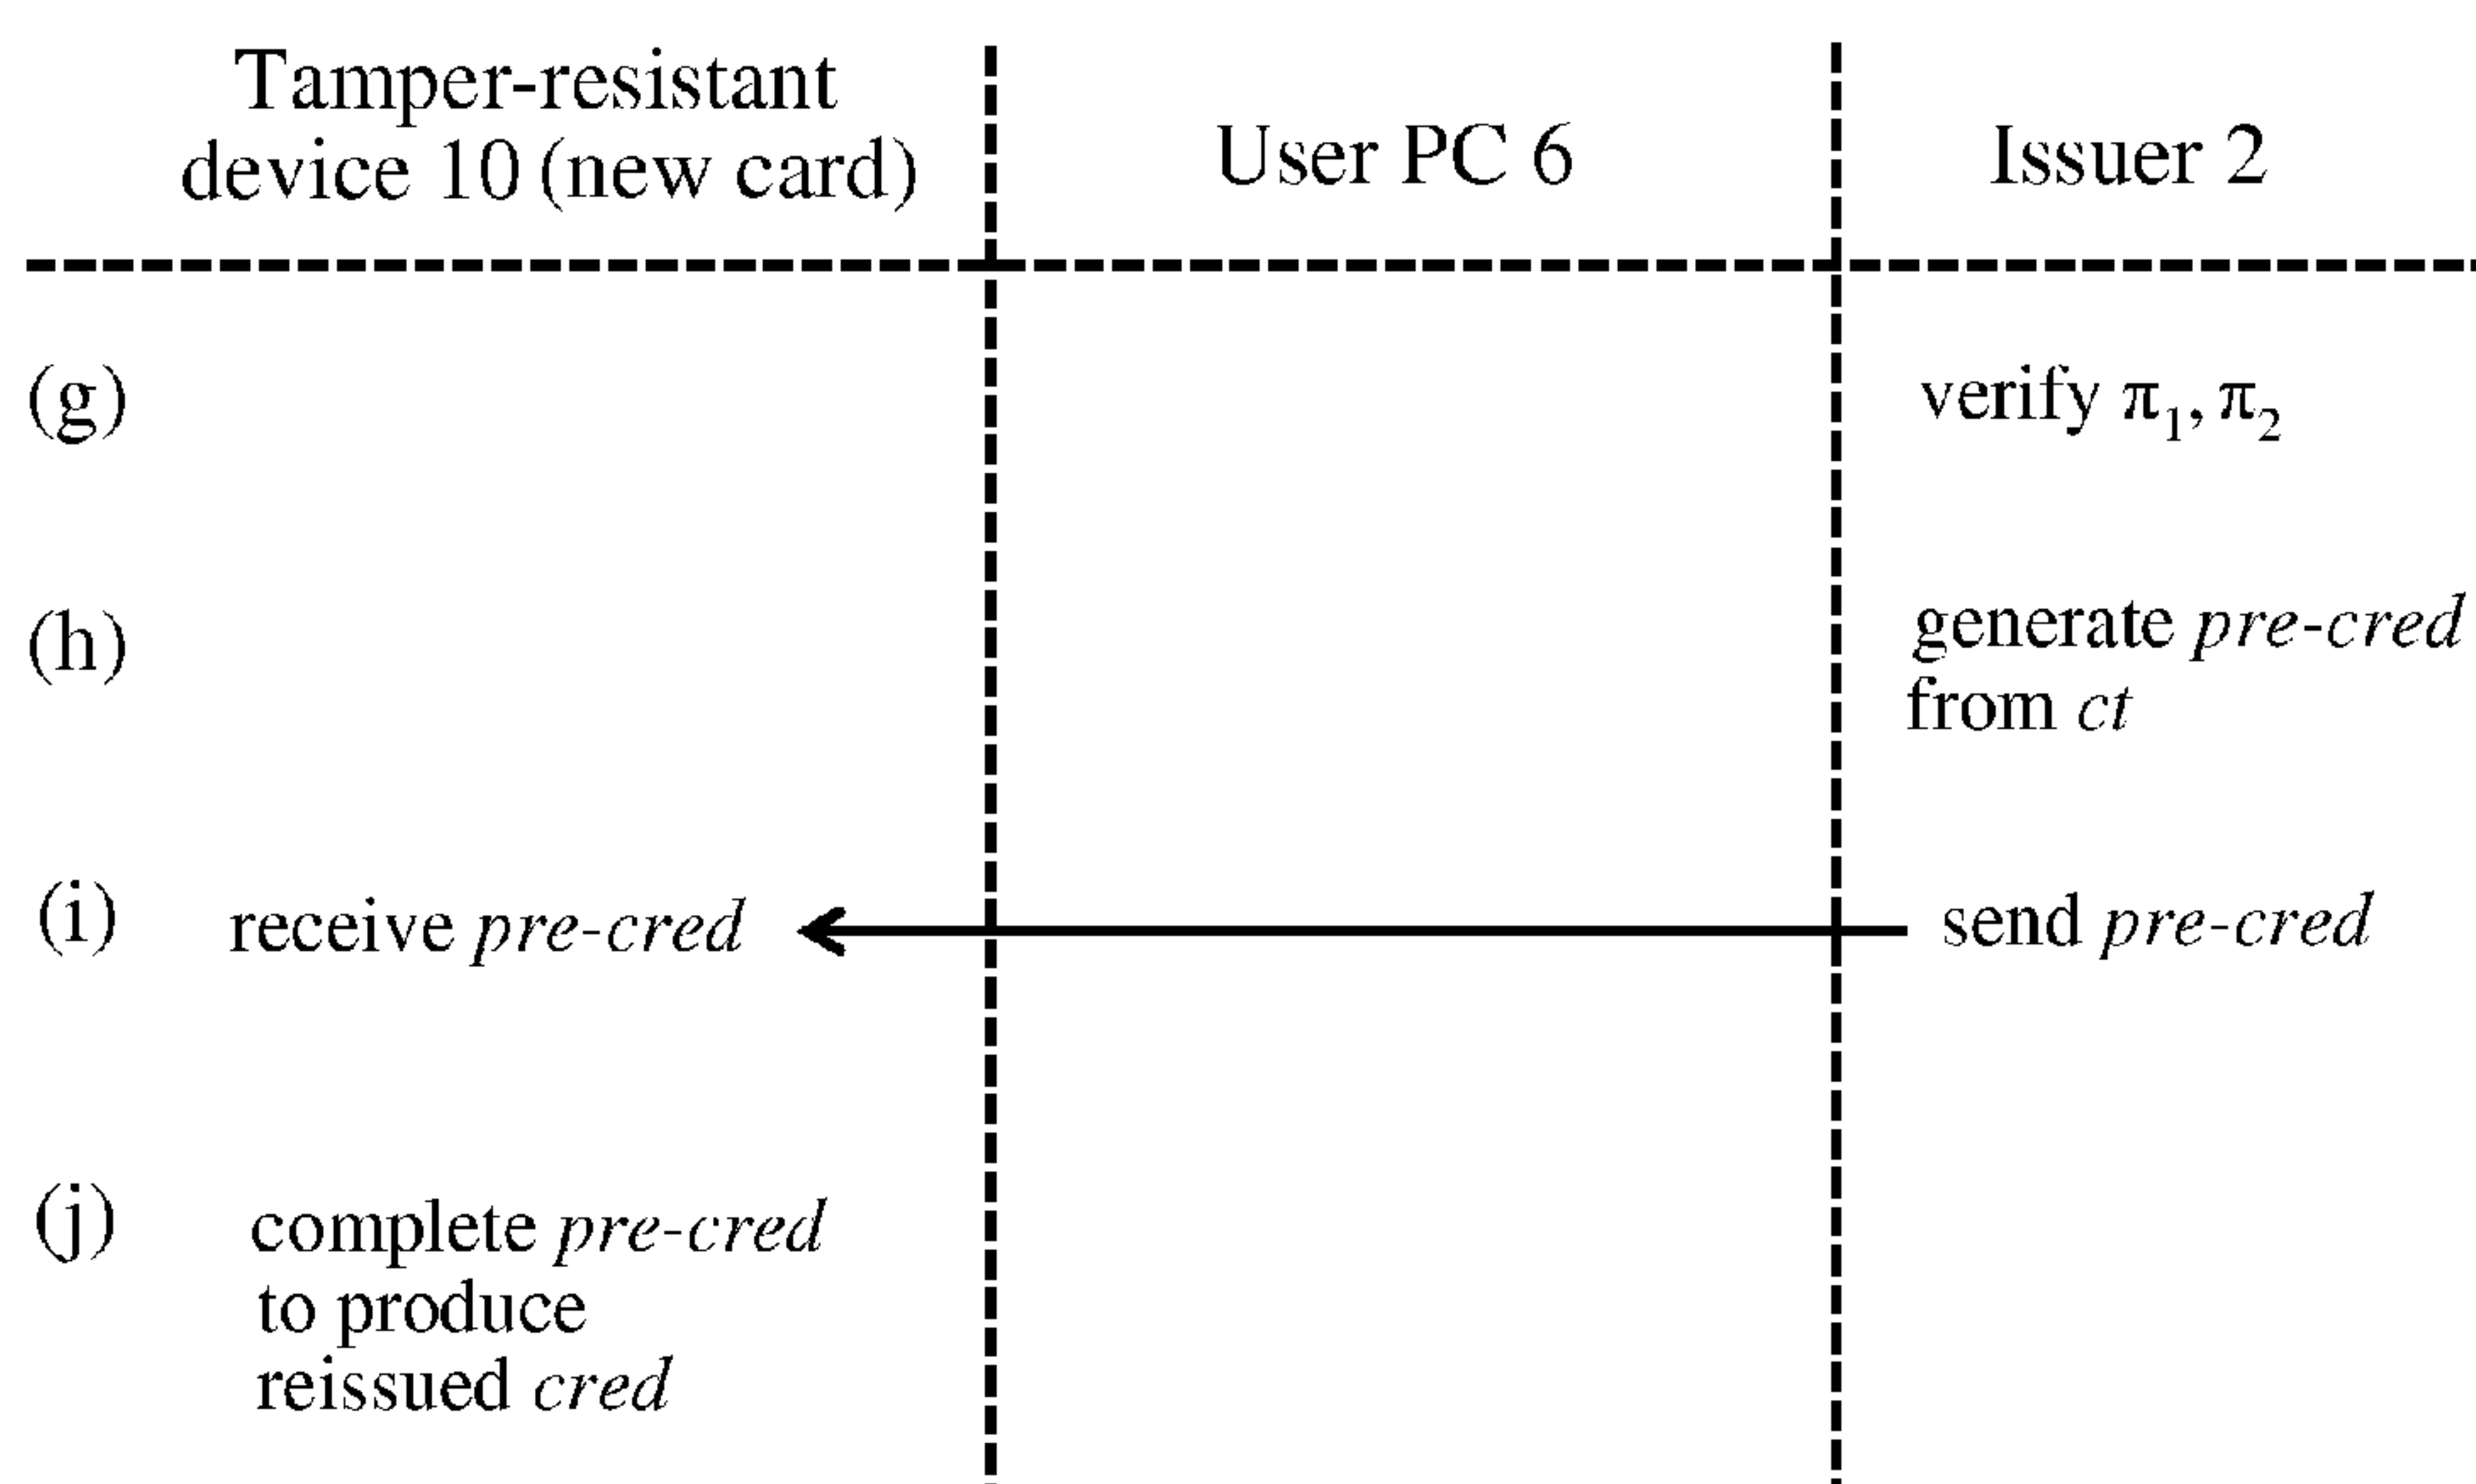 Tamper-resistant
device 10 (new card)
User PC 6
Issuer 2
(g)
verify π₁, π₂
(h)
generate pre-cred
from ct
(i)
receive pre-cred
send pre-cred
(j)
complete pre-cred
to produce
reissued cred